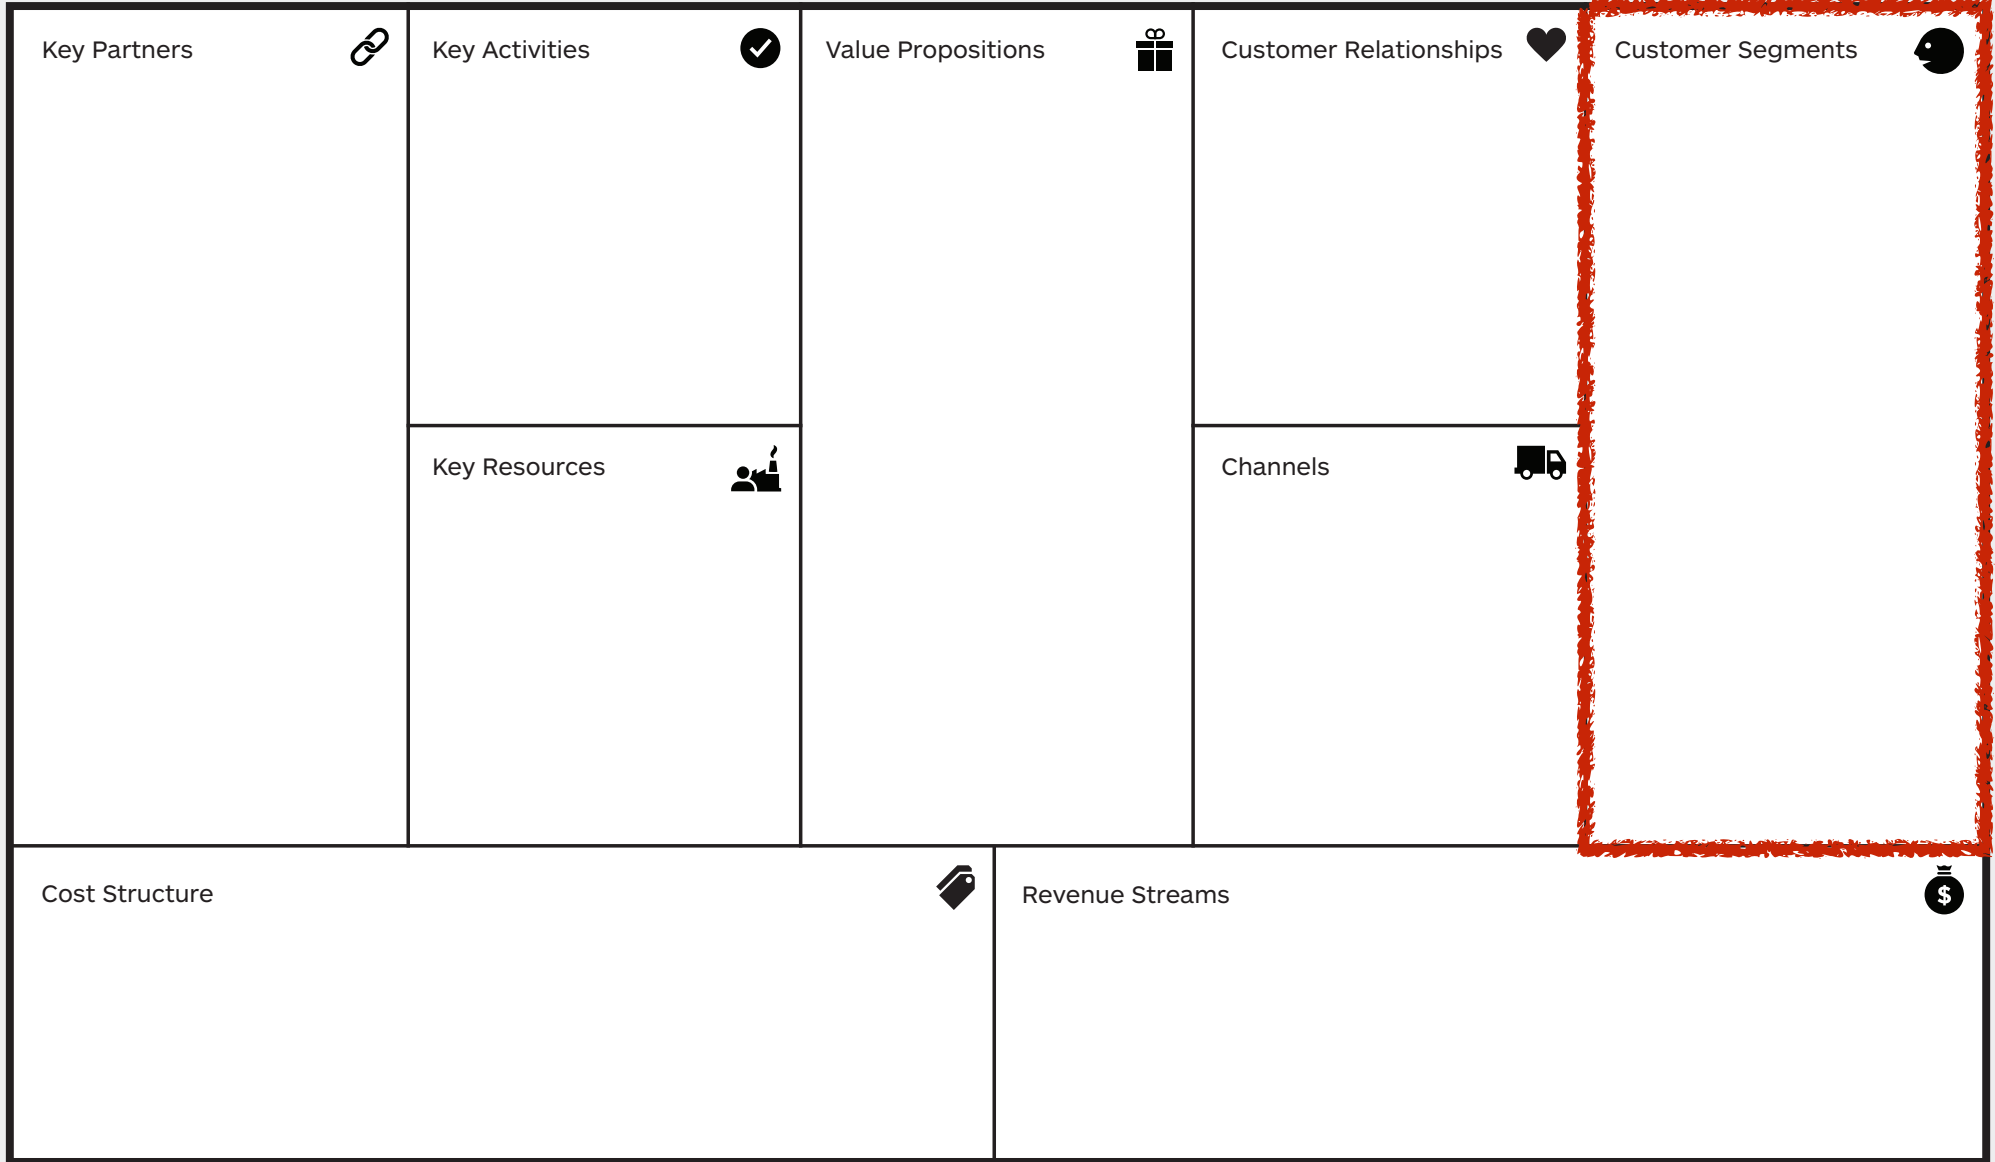 Key Partners
Key Activities
Value Propositions
Customer Relationships
Customer Segments
Key Resources
Channels
Cost Structure
Revenue Streams
$